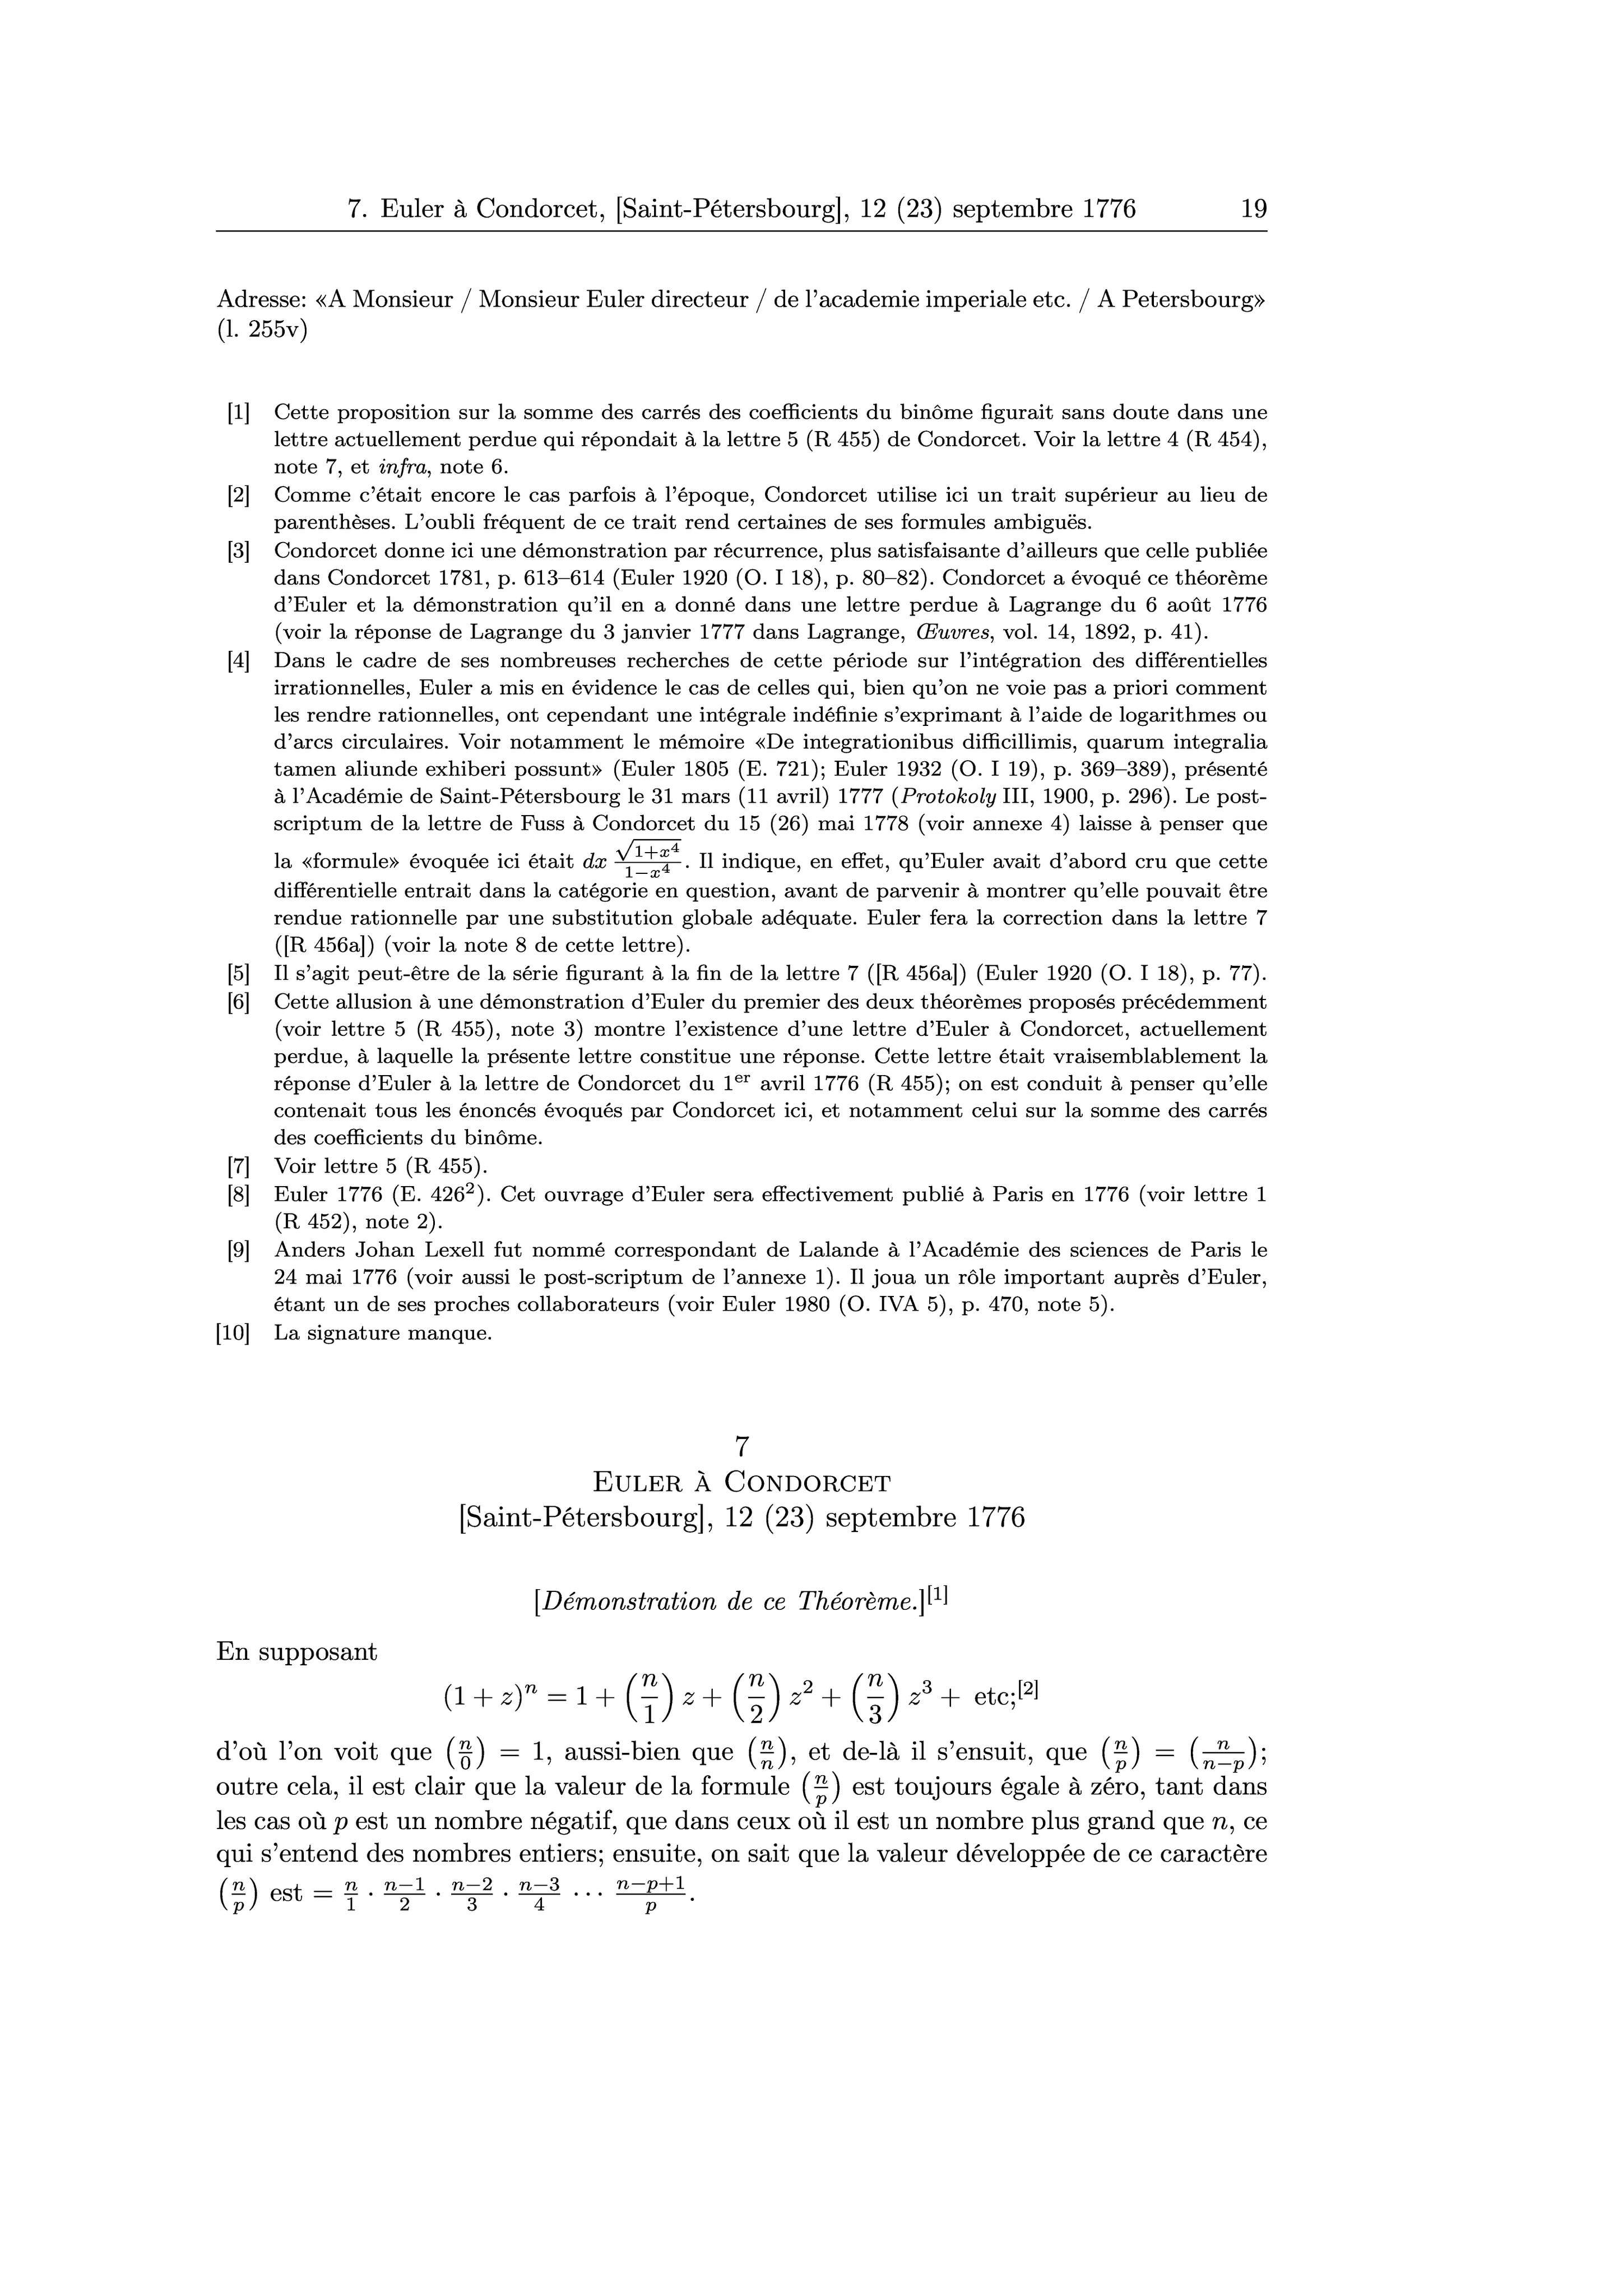 7. Euler à Condorcet, [Saint-Pétersbourg], 12 (23) septembre 1776 19
Adresse: «A Monsieur / Monsieur Euler directeur / de l'academie imperiale etc. / A Petersbourg»
(l. 255v)
[1] Cette proposition sur la somme des carrés des coefficients du binôme figurait sans doute dans une
lettre actuellement perdue qui répondait à la lettre 5 (R 455) de Condorcet. Voir la lettre 4 (R 454),
note 7, et infra, note 6.
[2] Comme c'était encore le cas parfois à l'époque, Condorcet utilise ici un trait supérieur au lieu de
parenthèses. L'oubli fréquent de ce trait rend certaines de ses formules ambiguës.
[3] Condorcet donne ici une démonstration par récurrence, plus satisfaisante d'ailleurs que celle publiée
dans Condorcet 1781, p. 613–614 (Euler 1920 (O. I 18), p. 80–82). Condorcet a évoqué ce théorème
d'Euler et la démonstration qu'il en a donné dans une lettre perdue à Lagrange du 6 août 1776
(voir la réponse de Lagrange du 3 janvier 1777 dans Lagrange, Œuvres, vol. 14, 1892, p. 41).
[4] Dans le cadre de ses nombreuses recherches de cette période sur l'intégration des différentielles
irrationnelles, Euler a mis en évidence le cas de celles qui, bien qu'on ne voie pas a priori comment
les rendre rationnelles, ont cependant une intégrale indéfinie s'exprimant à l'aide de logarithmes ou
d'arcs circulaires. Voir notamment le mémoire «De integrationibus difficillimis, quarum integralia
tamen aliunde exhiberi possunt» (Euler 1805 (E. 721); Euler 1932 (O. I 19), p. 369–389), présenté
à l'Académie de Saint-Pétersbourg le 31 mars (11 avril) 1777 (Protokoly III, 1900, p. 296). Le post-
scriptum de la lettre de Fuss à Condorcet du 15 (26) mai 1778 (voir annexe 4) laisse à penser que
la «formule» évoquée ici était $dx \frac{\sqrt{1+x^4}}{1-x^4}$. Il indique, en effet, qu'Euler avait d'abord cru que cette
différentielle entrait dans la catégorie en question, avant de parvenir à montrer qu'elle pouvait être
rendue rationnelle par une substitution globale adéquate. Euler fera la correction dans la lettre 7
([R 456a]) (voir la note 8 de cette lettre).
[5] Il s'agit peut-être de la série figurant à la fin de la lettre 7 ([R 456a]) (Euler 1920 (O. I 18), p. 77).
[6] Cette allusion à une démonstration d'Euler du premier des deux théorèmes proposés précédemment
(voir lettre 5 (R 455), note 3) montre l'existence d'une lettre d'Euler à Condorcet, actuellement
perdue, à laquelle la présente lettre constitue une réponse. Cette lettre était vraisemblablement la
réponse d'Euler à la lettre de Condorcet du 1er avril 1776 (R 455); on est conduit à penser qu'elle
contenait tous les énoncés évoqués par Condorcet ici, et notamment celui sur la somme des carrés
des coefficients du binôme.
[7] Voir lettre 5 (R 455).
[8] Euler 1776 (E. 426²). Cet ouvrage d'Euler sera effectivement publié à Paris en 1776 (voir lettre 1
(R 452), note 2).
[9] Anders Johan Lexell fut nommé correspondant de Lalande à l'Académie des sciences de Paris le
24 mai 1776 (voir aussi le post-scriptum de l'annexe 1). Il joua un rôle important auprès d'Euler,
étant un de ses proches collaborateurs (voir Euler 1980 (O. IVA 5), p. 470, note 5).
[10] La signature manque.
7
EULER À CONDORCET
[Saint-Pétersbourg], 12 (23) septembre 1776
[Démonstration de ce Théorème.][1]
En supposant
$(1+z)^n = 1 + \left(\frac{n}{1}\right) z + \left(\frac{n}{2}\right) z^2 + \left(\frac{n}{3}\right) z^3 +$ etc;[2]
d'où l'on voit que $\left(\frac{n}{0}\right) = 1$, aussi-bien que $\left(\frac{n}{n}\right)$, et de-là il s'ensuit, que $\left(\frac{n}{p}\right) = \left(\frac{n}{n-p}\right)$;
outre cela, il est clair que la valeur de la formule $\left(\frac{n}{p}\right)$ est toujours égale à zéro, tant dans
les cas où p est un nombre négatif, que dans ceux où il est un nombre plus grand que n, ce
qui s'entend des nombres entiers; ensuite, on sait que la valeur développée de ce caractère
$\left(\frac{n}{p}\right)$ est $= \frac{n}{1} \cdot \frac{n-1}{2} \cdot \frac{n-2}{3} \cdot \frac{n-3}{4} \cdots \frac{n-p+1}{p}$.